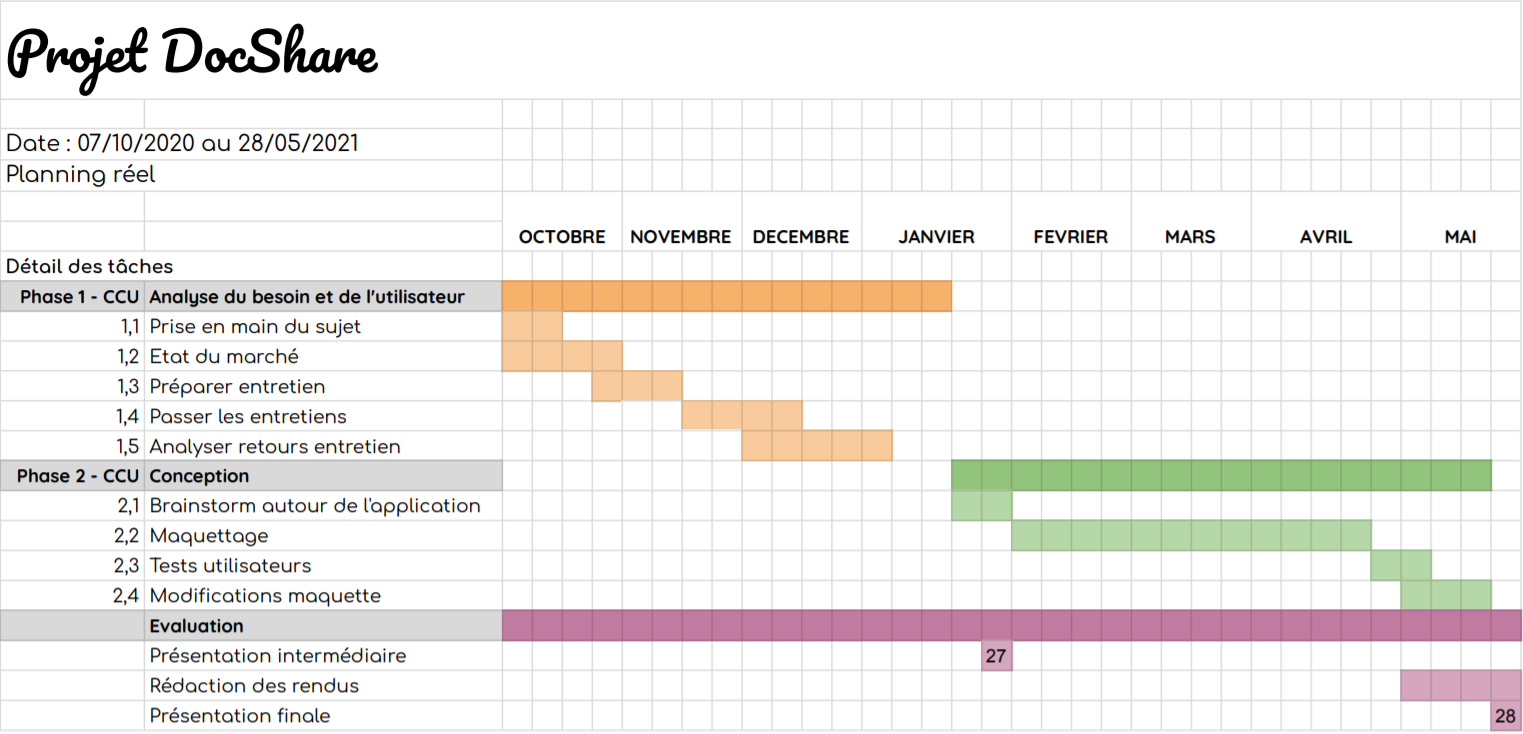 Projet DocShare
Date : 07/10/2020 au 28/05/2021
Planning réel
OCTOBRE NOVEMBRE DECEMBRE JANVIER FEVRIER MARS AVRIL MAI
Détail des tâches
Phase 1 - CCU Analyse du besoin et de l'utilisateur
1,1 Prise en main du sujet
1,2 Etat du marché
1,3 Préparer entretien
1,4 Passer les entretiens
1,5 Analyser retours entretien
Phase 2 - CCU Conception
2,1 Brainstorm autour de l'application
2,2 Maquettage
2,3 Tests utilisateurs
2,4 Modifications maquette
Evaluation
Présentation intermédiaire 27
Rédaction des rendus
Présentation finale 28